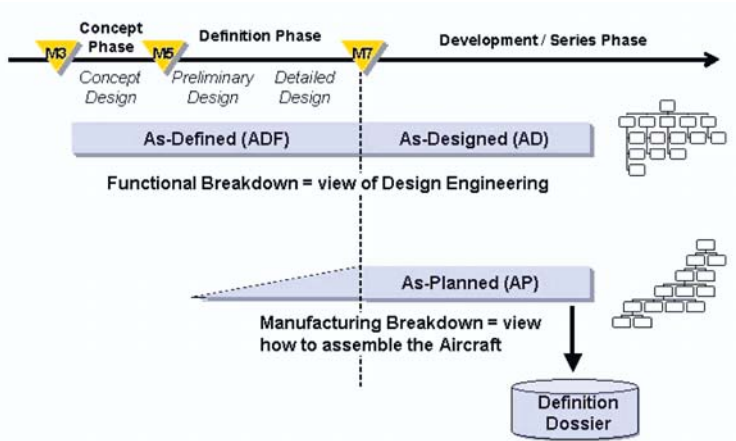 Concept
Phase
Definition Phase
Development / Series Phase
M3
M5
M7
Concept
Design
Preliminary
Design
Detailed
Design
As-Defined (ADF)
As-Designed (AD)
Functional Breakdown = view of Design Engineering
As-Planned (AP)
Manufacturing Breakdown = view
how to assemble the Aircraft
Definition
Dossier